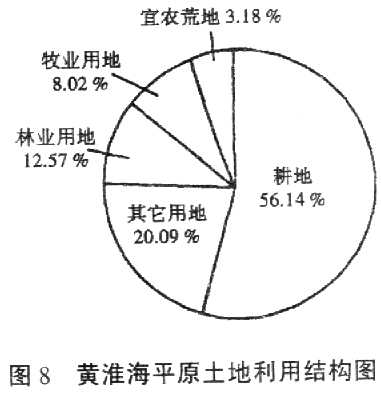 宜农荒地 3.18 %
牧业用地
8.02 %
林业用地
12.57 %
耕地
56.14 %
其它用地
20.09 %
图 8 黄淮海平原土地利用结构图